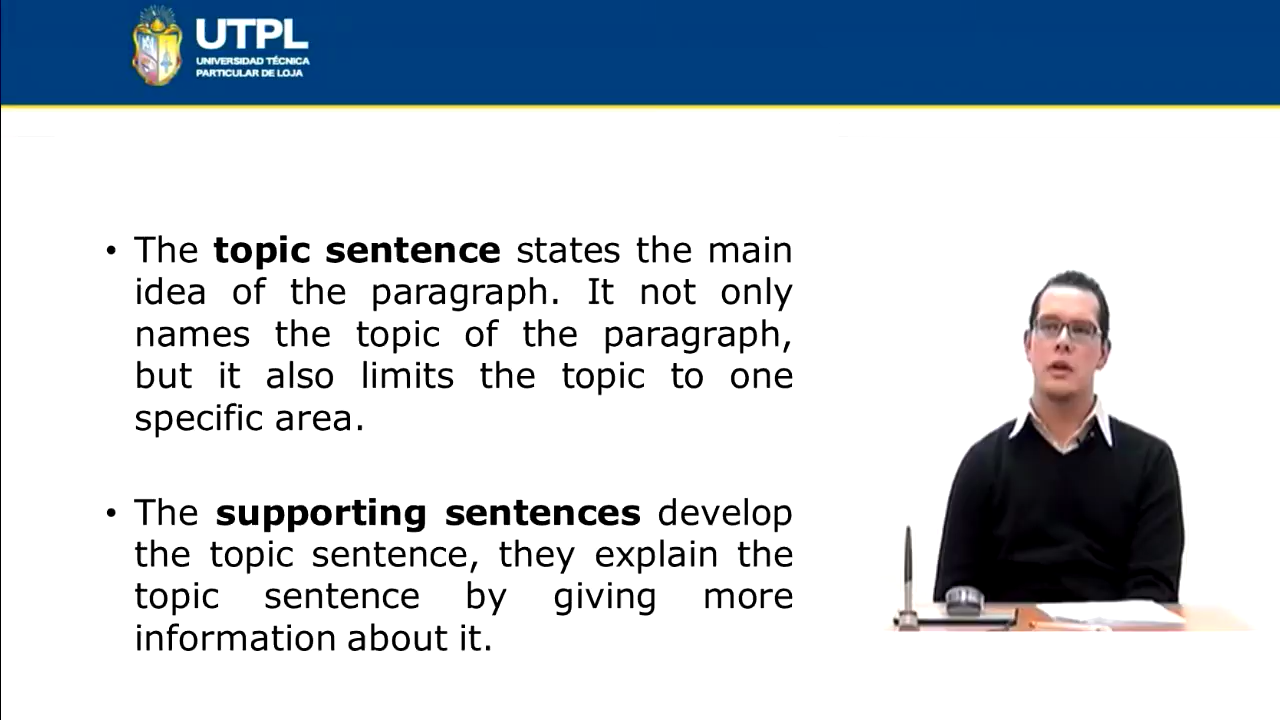 UTPL
UNIVERSIDAD TÉCNICA
PARTICULAR DE LOJA
• The topic sentence states the main
idea of the paragraph. It not only
names the topic of the paragraph,
but it also limits the topic to one
specific area.
• The supporting sentences develop
the topic sentence, they explain the
topic sentence by giving more
information about it.